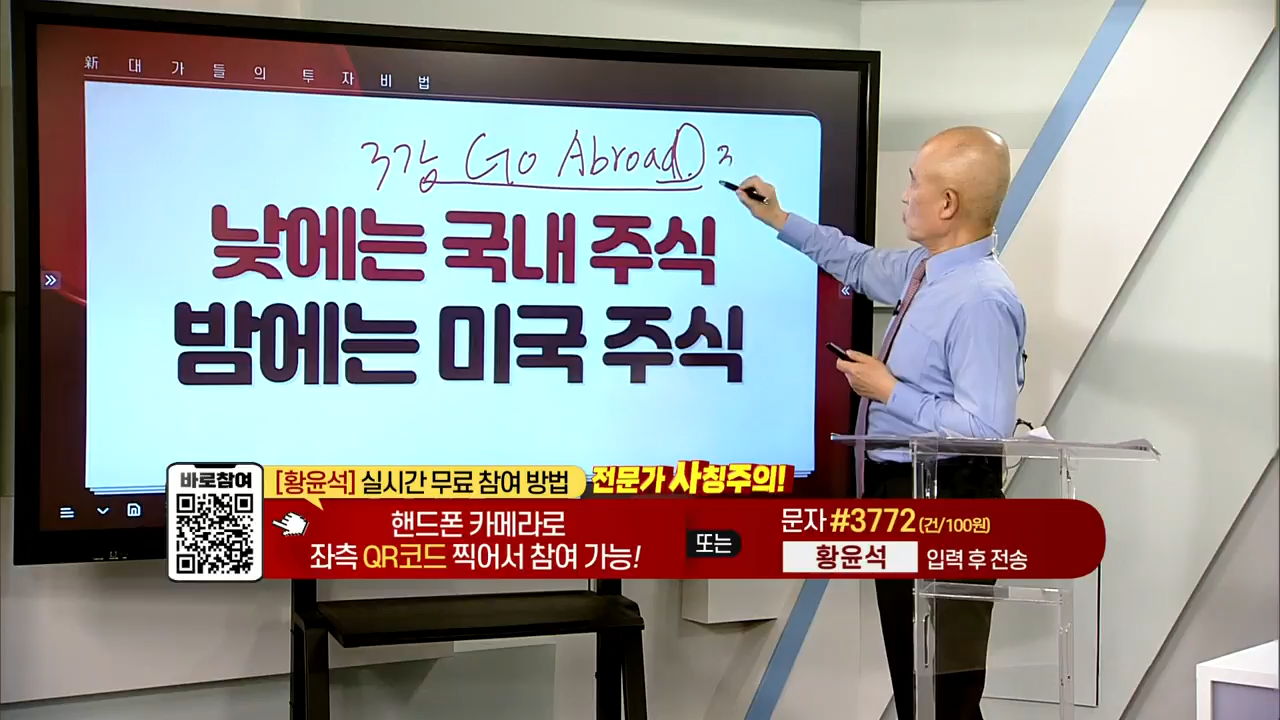 新 대 가 들 의 투 자 비 법
3강 Go AbroaD. 3
낮에는 국내 주식
밤에는 미국 주식
바로참여
[황윤석] 실시간 무료 참여 방법
전문가 사칭주의!
핸드폰 카메라로
좌측 QR코드 찍어서 참여 가능!
또는
문자 #3772 (건/100원)
황윤석 입력 후 전송